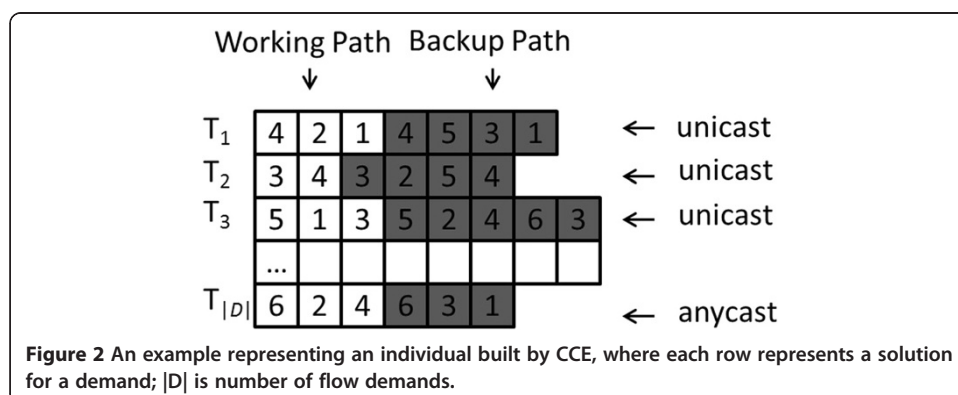 Working Path Backup Path
↓ ↓
T1 4 2 1 4 5 3 1 ← unicast
T2 3 4 3 2 5 4 ← unicast
T3 5 1 3 5 2 4 6 3 ← unicast
...
T|D| 6 2 4 6 3 1 ← anycast
Figure 2 An example representing an individual built by CCE, where each row represents a solution
for a demand; |D| is number of flow demands.